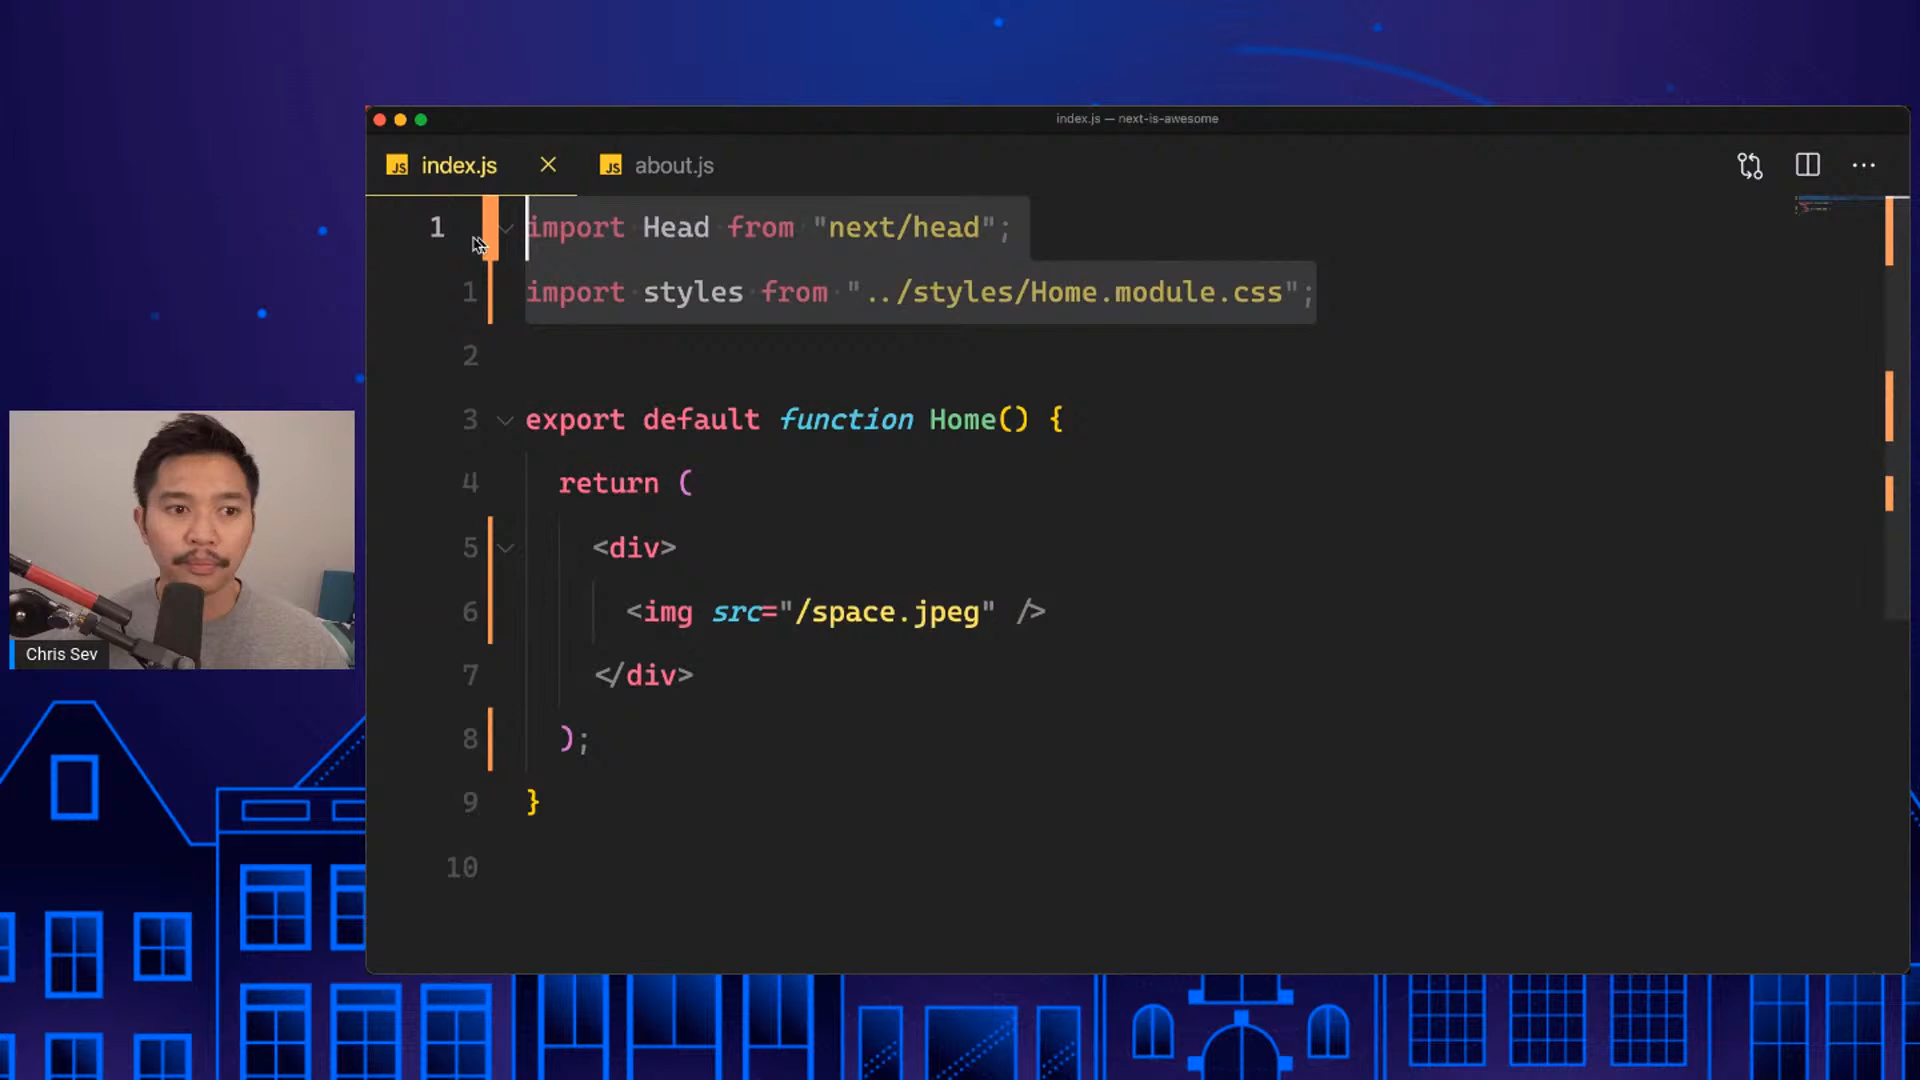 index.js — next-is-awesome
JS index.js JS about.js
1 import Head from "next/head";
1 import styles from "../styles/Home.module.css";
2
3 export default function Home() {
4 return (
5 <div>
6 <img src="/space.jpeg" />
7 </div>
8 );
9 }
10
Chris Sev